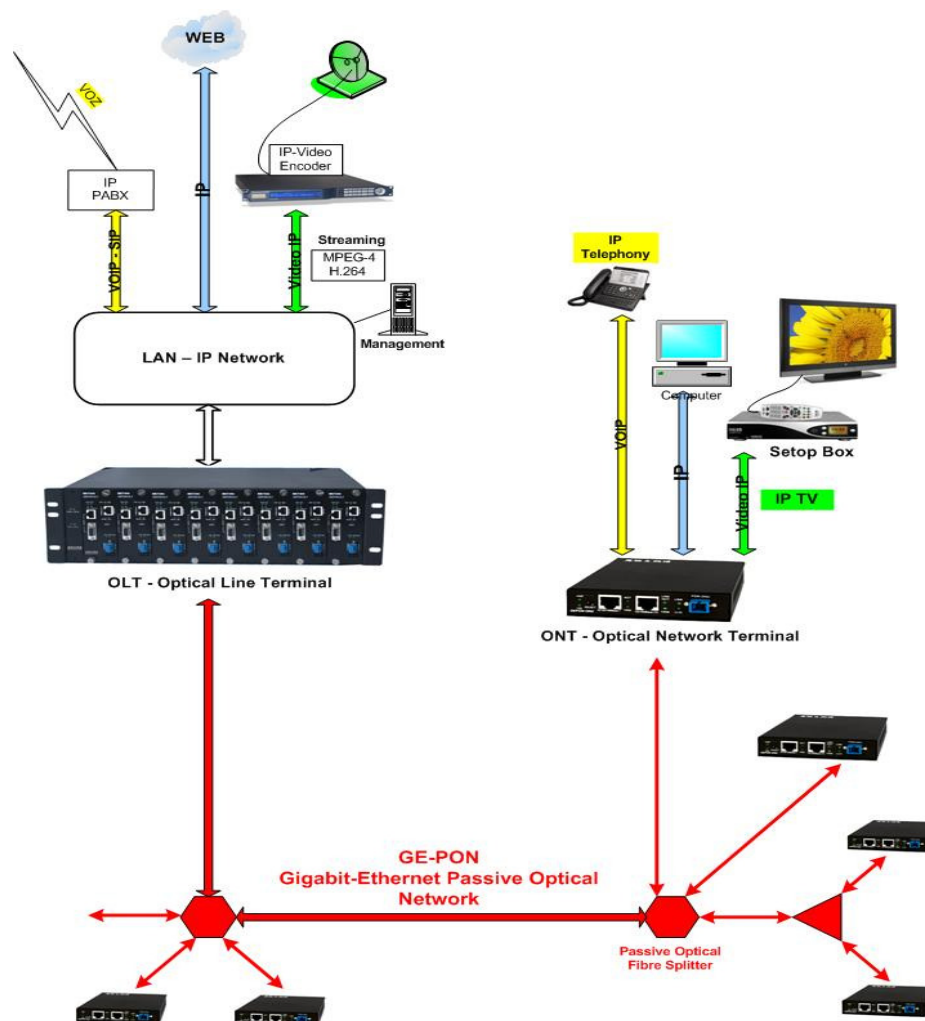 WEB
VOZ
IP-Video
Encoder
IP
PABX
IP
VOIP - SIP
Video IP
Streaming
MPEG-4
H.264
Management
LAN – IP Network
IP
Telephony
Computer
Setop Box
VOIP
IP
Video IP
IP TV
OLT - Optical Line Terminal
ONT - Optical Network Terminal
GE-PON
Gigabit-Ethernet Passive Optical
Network
Passive Optical
Fibre Splitter